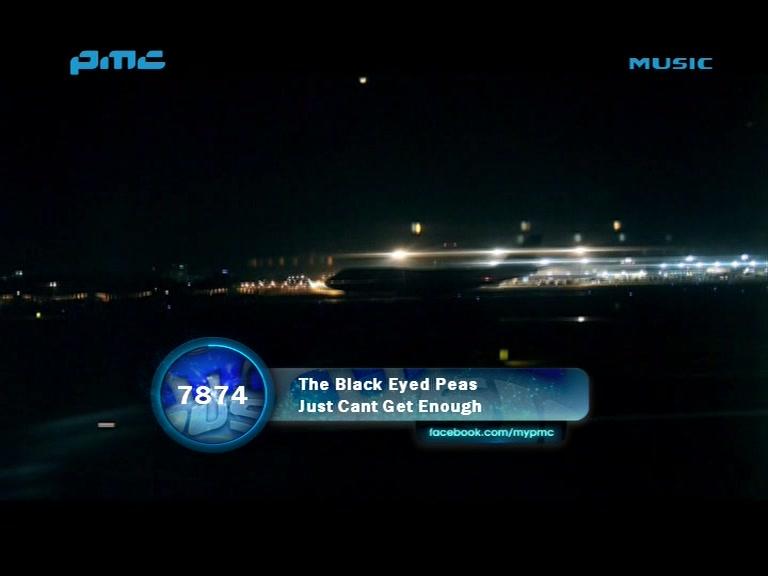 pmc
MUSIC
7874
The Black Eyed Peas
Just Cant Get Enough
facebook.com/mypmc